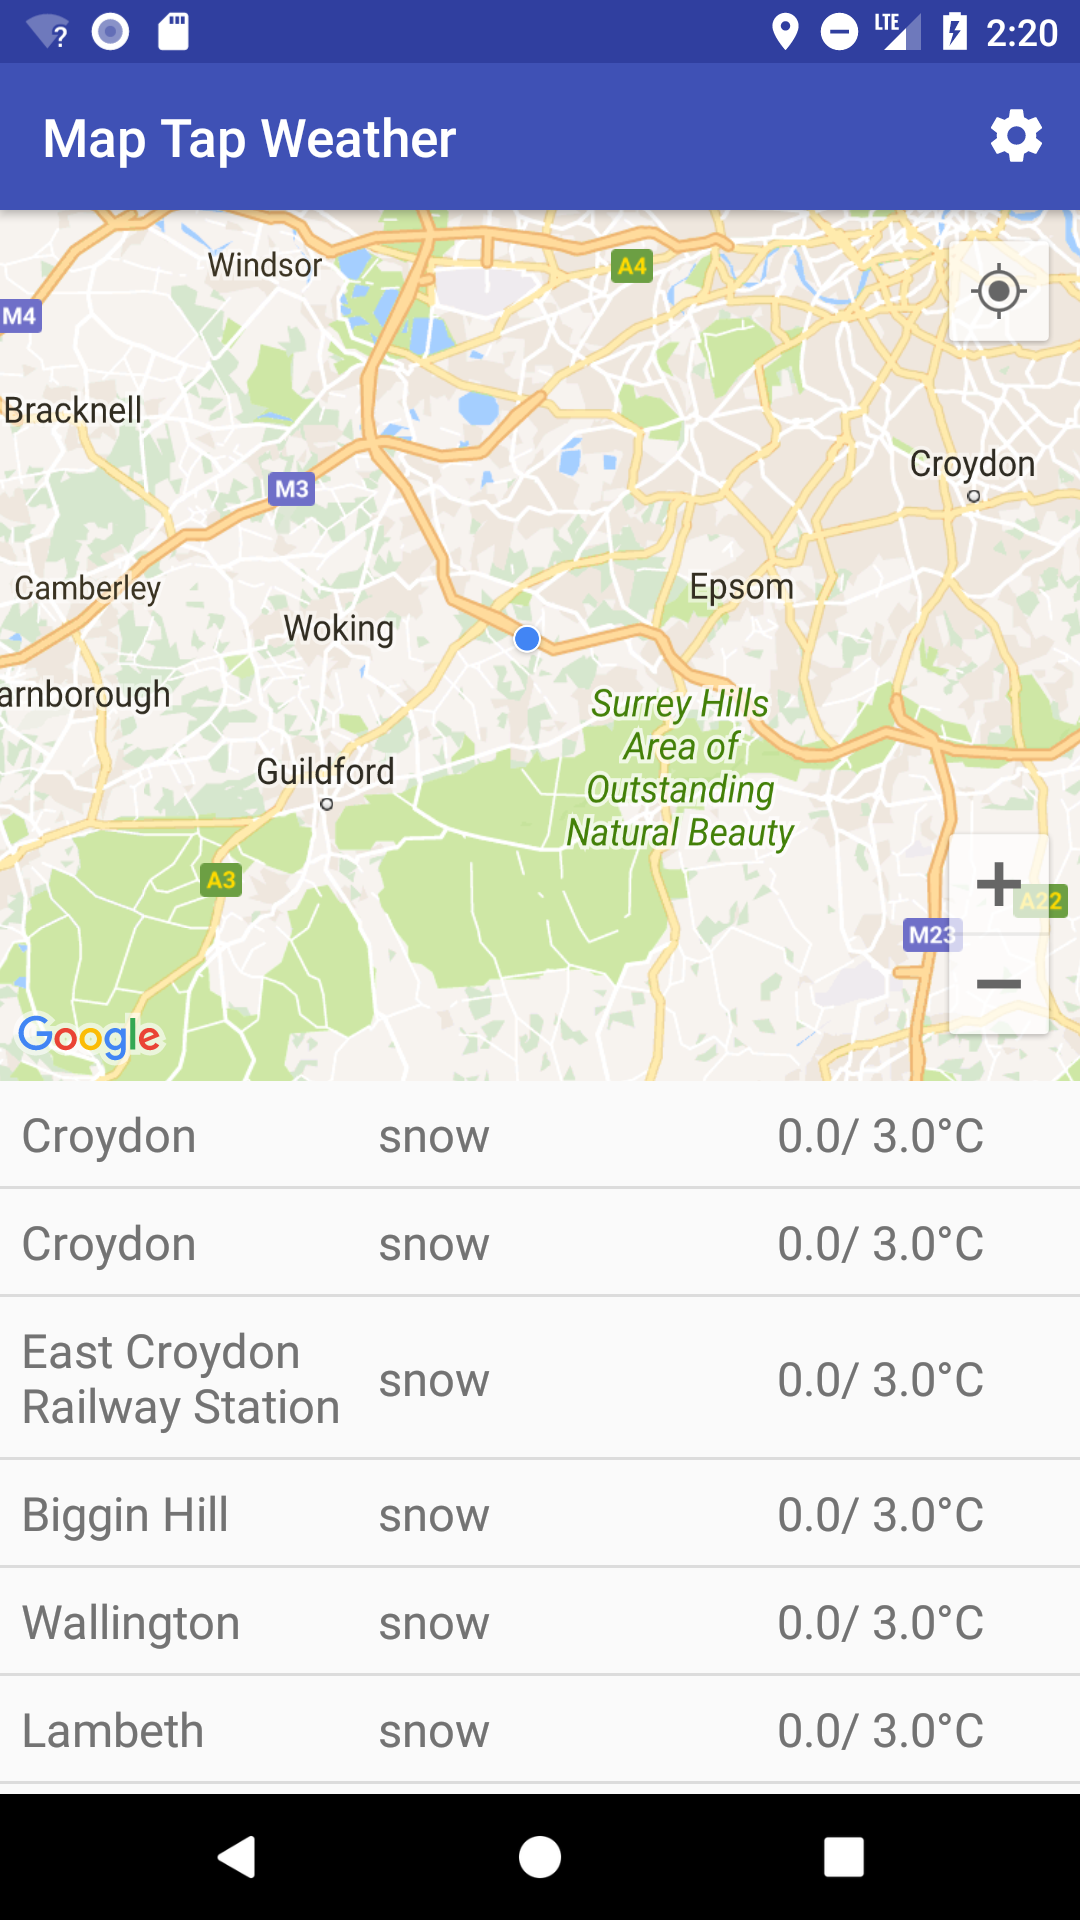 ?
LTE
2:20
Map Tap Weather
Windsor
A4
M4
Bracknell
Croydon
M3
Camberley
Epsom
Woking
arnborough
Surrey Hills
Area of
Outstanding
Natural Beauty
Guildford
A3
A22
M23
Google
Croydon snow 0.0/ 3.0°C
Croydon snow 0.0/ 3.0°C
East Croydon
Railway Station snow 0.0/ 3.0°C
Biggin Hill snow 0.0/ 3.0°C
Wallington snow 0.0/ 3.0°C
Lambeth snow 0.0/ 3.0°C